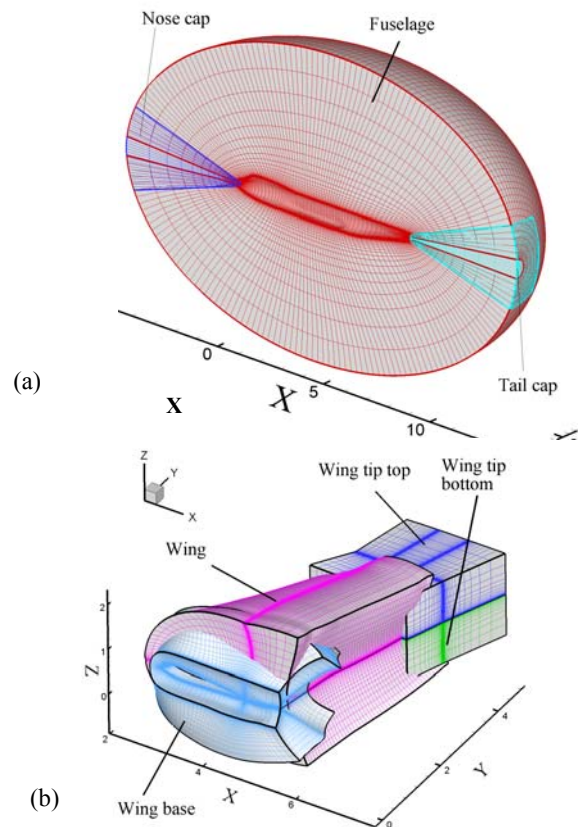 Nose cap
Fuselage
0
5
10
X
X
Tail cap
(a)
Z
Y
X
Wing tip top
Wing tip
bottom
Wing
2
1
0
Z
2
4
6
X
0
2
4
Y
Wing base
(b)